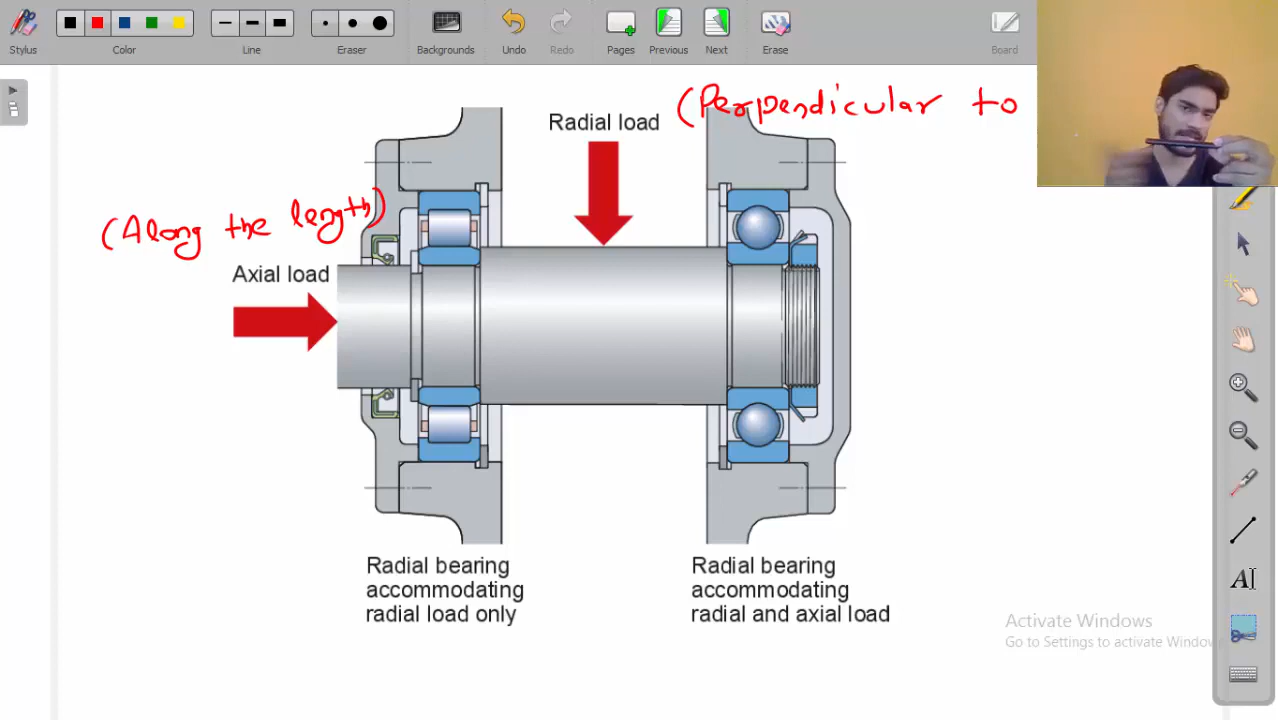 Stylus
Color
Line
Eraser
Backgrounds
Undo
Redo
Pages
Previous
Next
Erase
Board
(Perpendicular to
Radial load
(Along the length)
Axial load
Radial bearing
accommodating
radial load only
Radial bearing
accommodating
radial and axial load
Activate Windows
Go to Settings to activate Windows